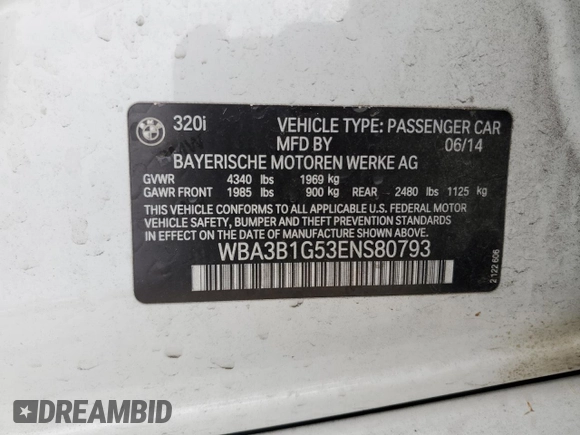 320i VEHICLE TYPE: PASSENGER CAR
MFD BY 06/14
BAYERISCHE MOTOREN WERKE AG
GVWR 4340 lbs 1969 kg
GAWR FRONT 1985 lbs 900 kg REAR 2480 lbs 1125 kg
THIS VEHICLE CONFORMS TO ALL APPLICABLE U.S. FEDERAL MOTOR
VEHICLE SAFETY, BUMPER AND THEFT PREVENTION STANDARDS
IN EFFECT ON THE DATE OF MANUFACTURE SHOWN ABOVE.
WBA3B1G53ENS80793
2 122 606
DREAMBID